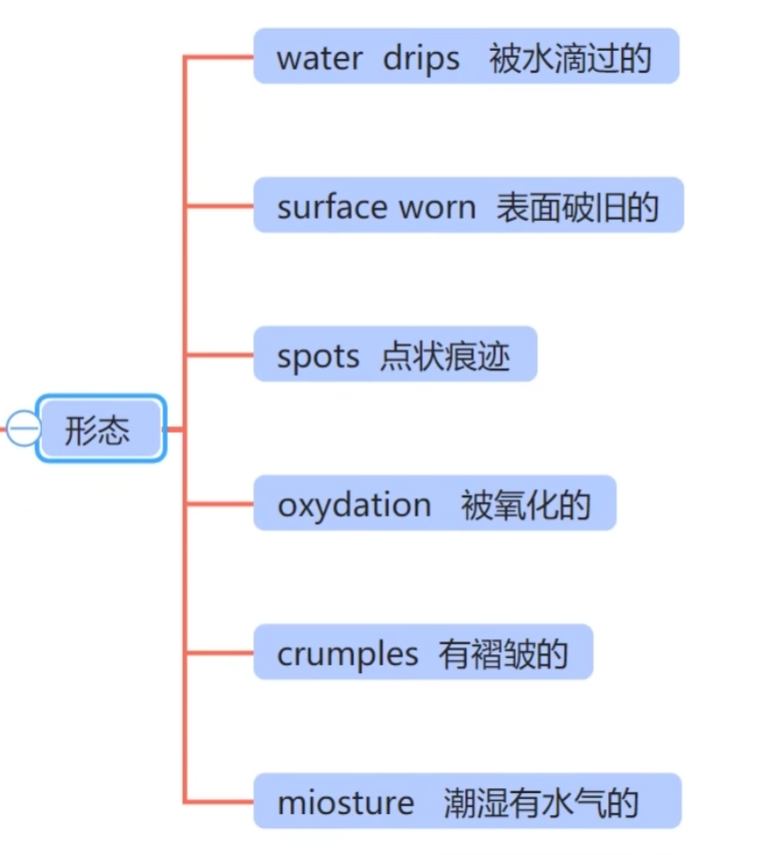 water drips 被水滴过的
surface worn 表面破旧的
spots 点状痕迹
形态
oxydation 被氧化的
crumples 有褶皱的
miosture 潮湿有水气的